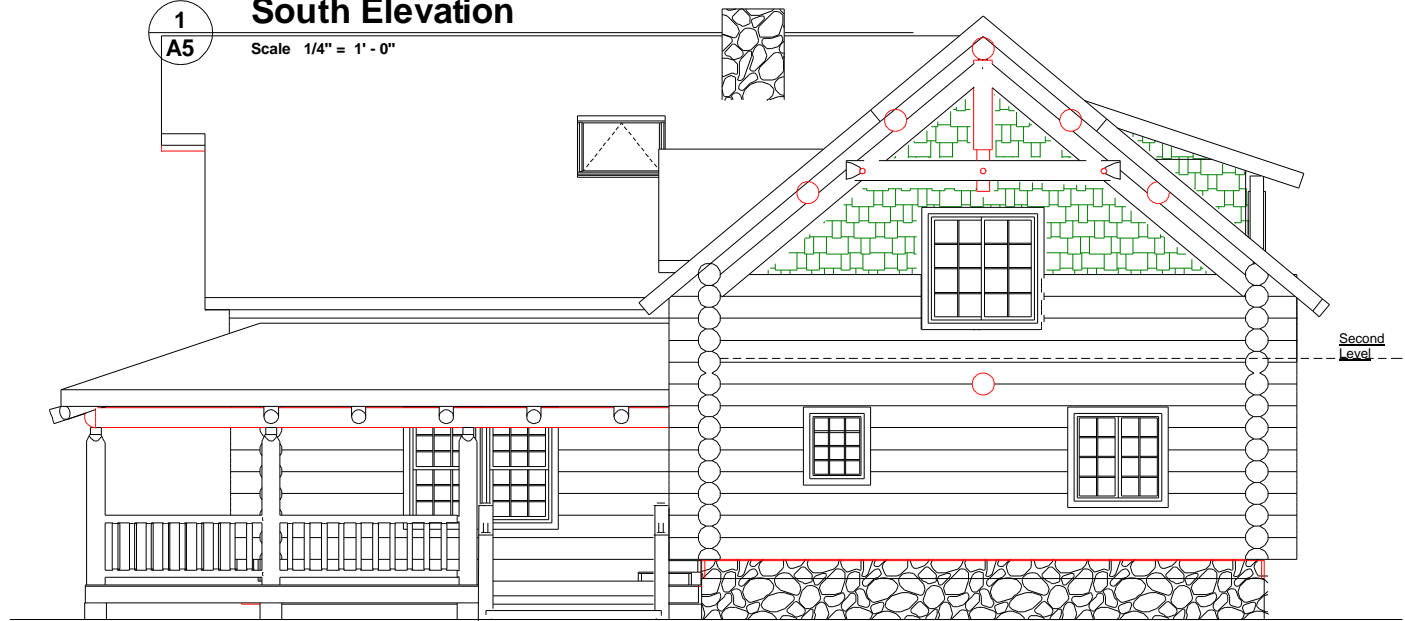 1
A5
South Elevation
Scale 1/4" = 1' - 0"
Second
Level